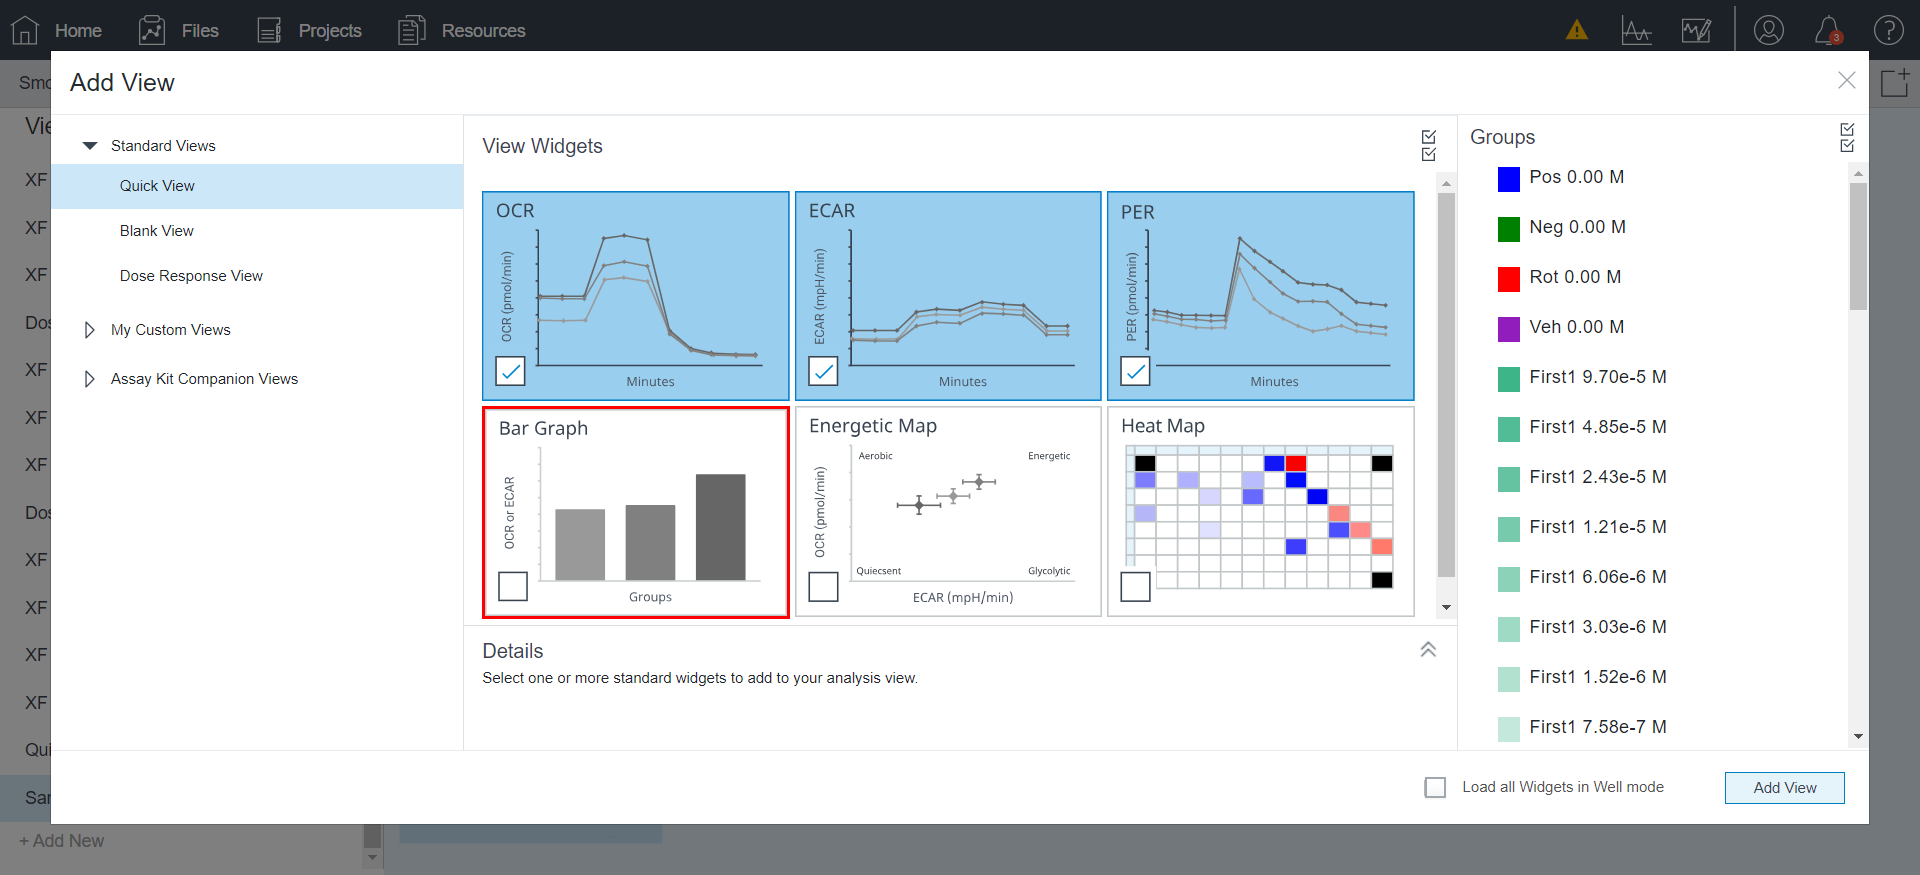 Home
Files
Projects
Resources
3
Smo
Add View
Vie
XF
XF
XF
Dos
XF
XF
XF
Dos
XF
XF
XF
XF
Qui
Sar
+ Add New
Standard Views
Quick View
Blank View
Dose Response View
My Custom Views
Assay Kit Companion Views
View Widgets
OCR
OCR (pmol/min)
Minutes
ECAR
ECAR (mpH/min)
Minutes
PER
PER (pmol/min)
Minutes
Bar Graph
OCR or ECAR
Groups
Energetic Map
Aerobic
Energetic
OCR (pmol/min)
Quiecsent
Glycolytic
ECAR (mpH/min)
Heat Map
Details
Select one or more standard widgets to add to your analysis view.
Groups
Pos 0.00 M
Neg 0.00 M
Rot 0.00 M
Veh 0.00 M
First1 9.70e-5 M
First1 4.85e-5 M
First1 2.43e-5 M
First1 1.21e-5 M
First1 6.06e-6 M
First1 3.03e-6 M
First1 1.52e-6 M
First1 7.58e-7 M
Load all Widgets in Well mode
Add View